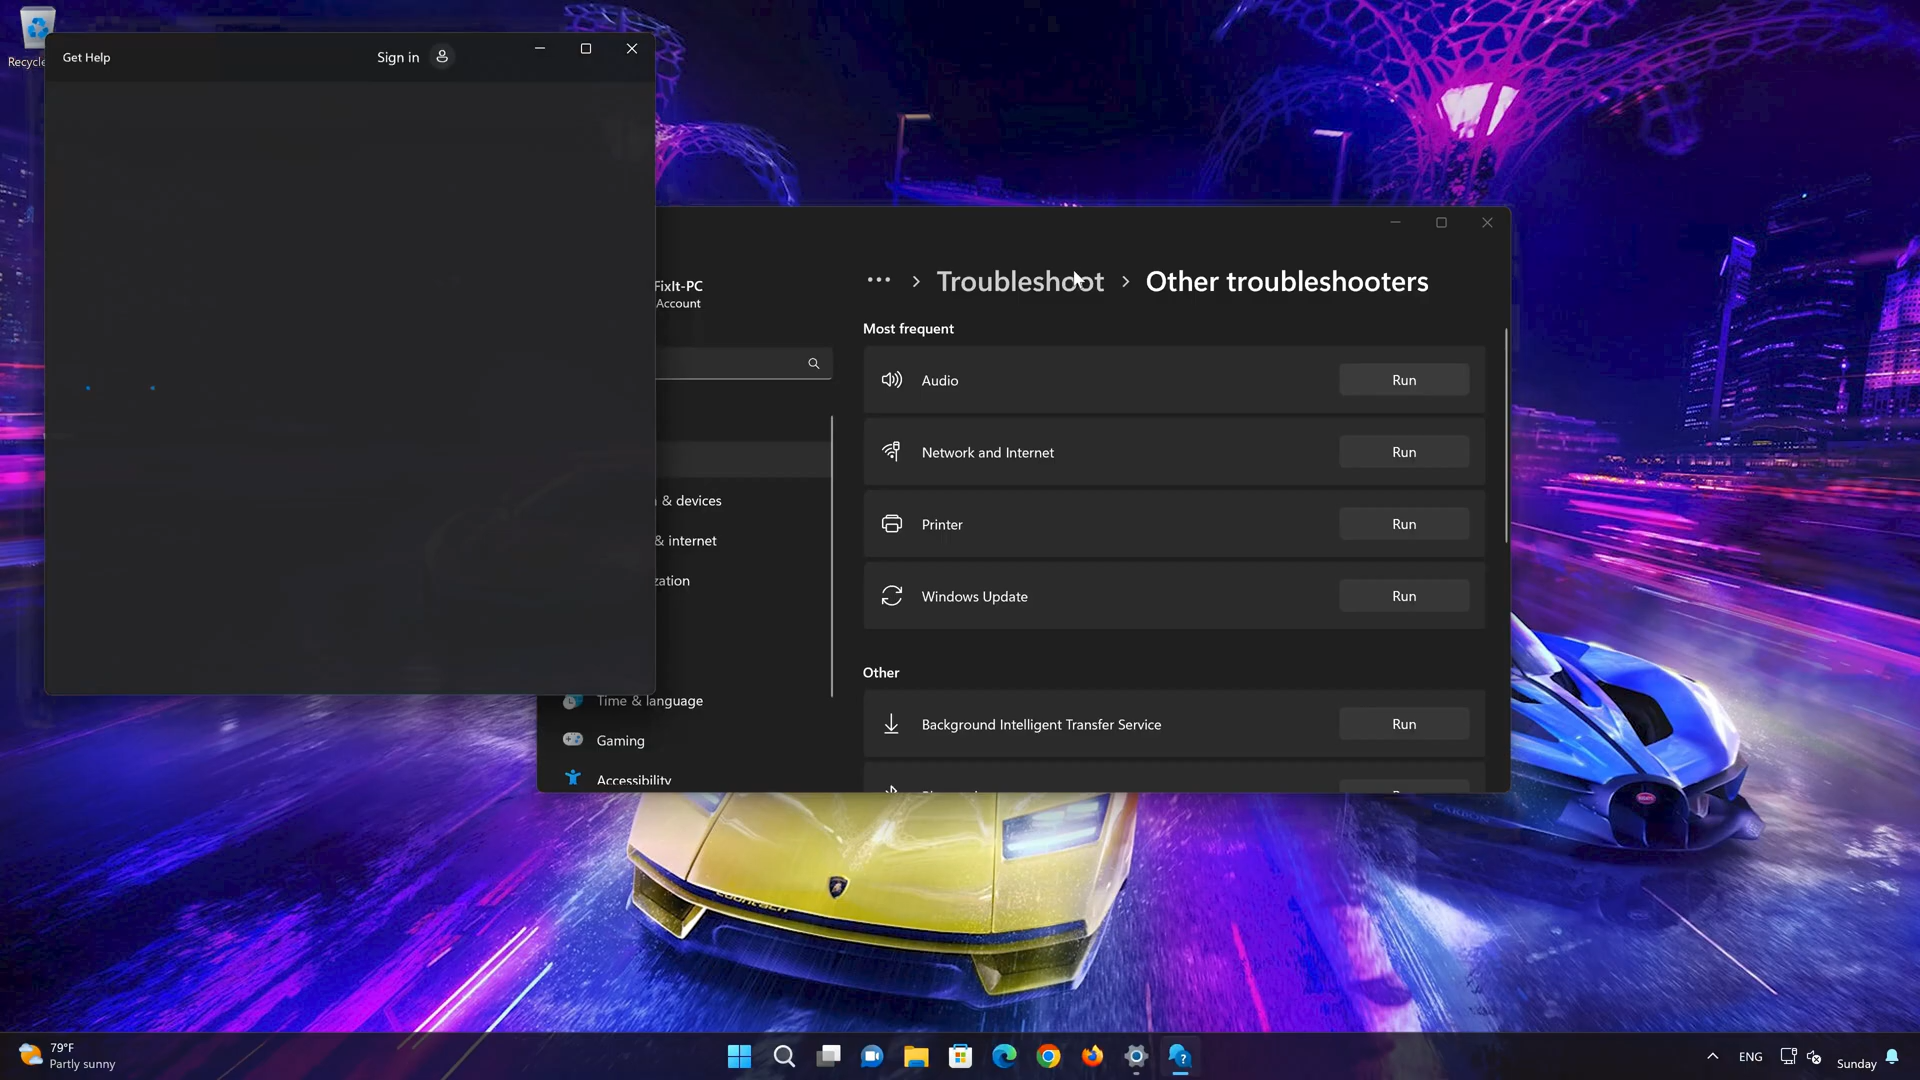 Recycle
Get Help
Sign in
FixIt-PC
Account
& devices
& internet
zation
Time & language
Gaming
Accessibility
Troubleshoot
Other troubleshooters
Most frequent
Audio
Run
Network and Internet
Run
Printer
Run
Windows Update
Run
Other
Background Intelligent Transfer Service
Run
79°F
Partly sunny
ENG
Sunday